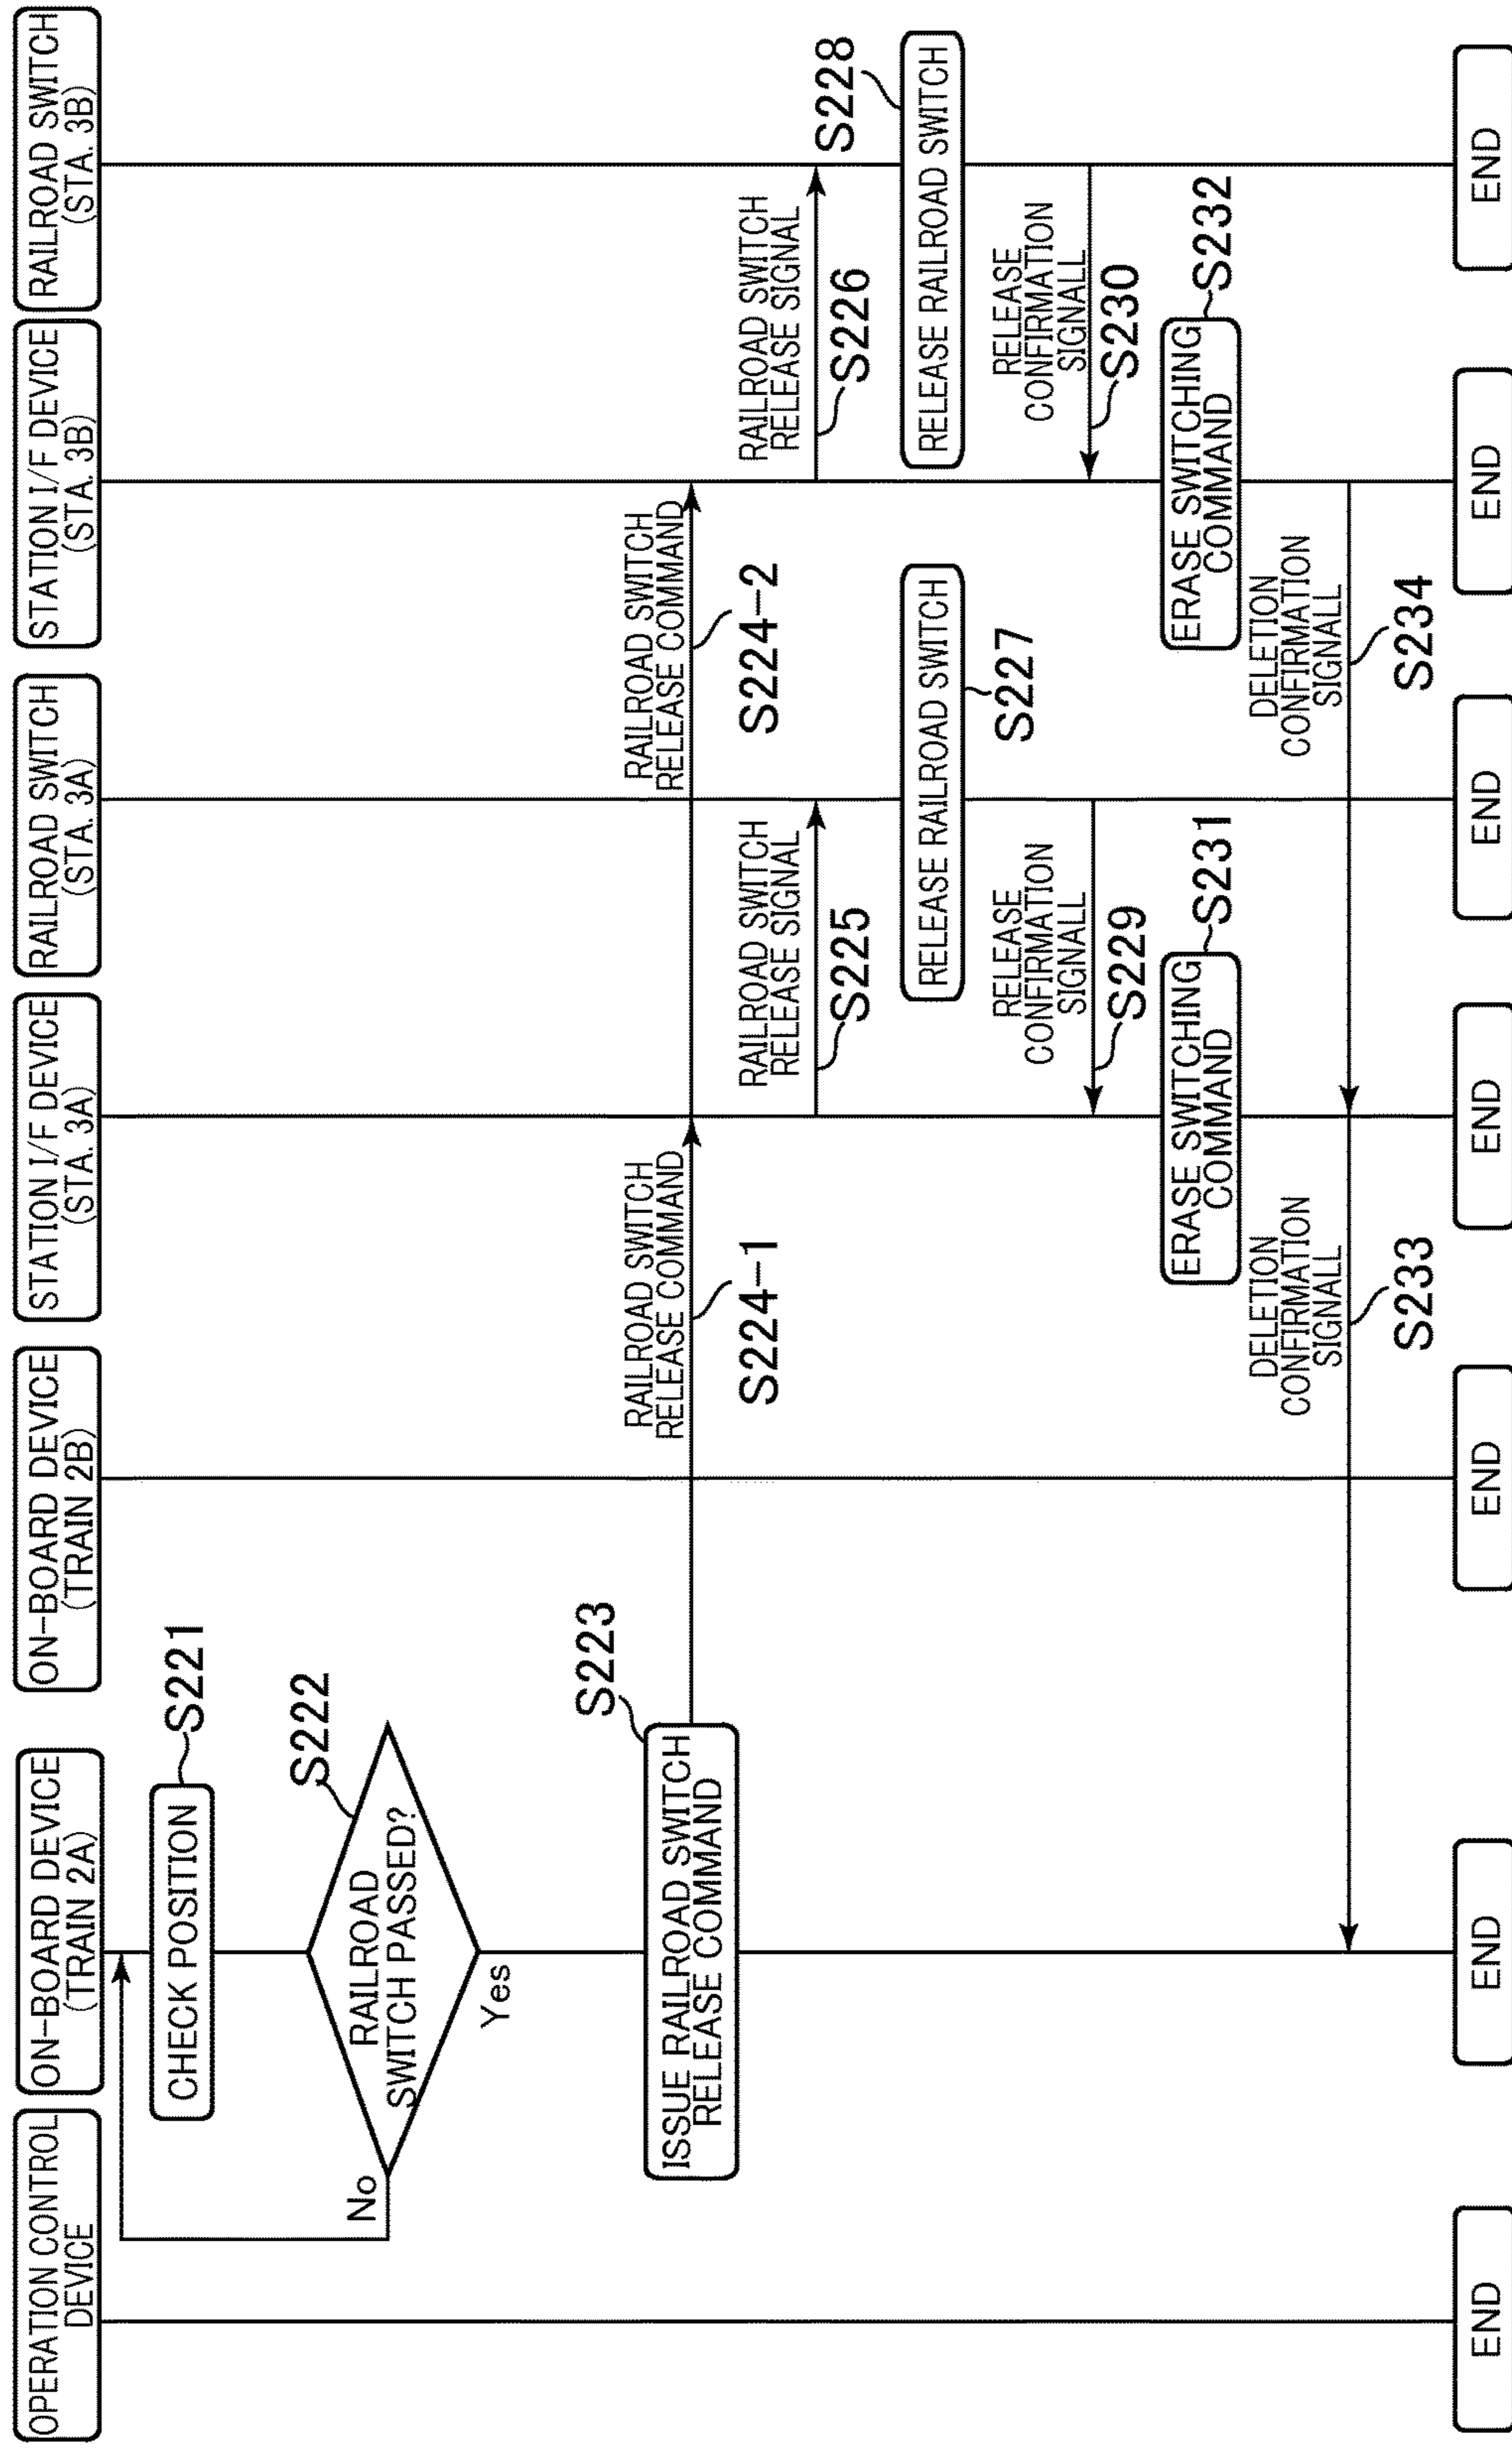 OPERATION CONTROL
DEVICE
ON-BOARD DEVICE
(TRAIN 2A)
ON-BOARD DEVICE
(TRAIN 2B)
STATION I/F DEVICE
(STA. 3A)
RAILROAD SWITCH
(STA. 3A)
STATION I/F DEVICE
(STA. 3B)
RAILROAD SWITCH
(STA. 3B)
CHECK POSITION
S221
S222
RAILROAD
SWITCH PASSED?
No
Yes
S223
ISSUE RAILROAD SWITCH
RELEASE COMMAND
RAILROAD SWITCH
RELEASE COMMAND
S224-1
RAILROAD SWITCH
RELEASE COMMAND
S224-2
RAILROAD SWITCH
RELEASE SIGNAL
S225
RAILROAD SWITCH
RELEASE SIGNAL
S226
RELEASE RAILROAD SWITCH
S227
S228
RELEASE RAILROAD SWITCH
RELEASE
CONFIRMATION
SIGNALL
S229
RELEASE
CONFIRMATION
SIGNALL
S230
ERASE SWITCHING
COMMAND
S231
ERASE SWITCHING
COMMAND
S232
DELETION
CONFIRMATION
SIGNALL
S233
DELETION
CONFIRMATION
SIGNALL
S234
END
END
END
END
END
END
END